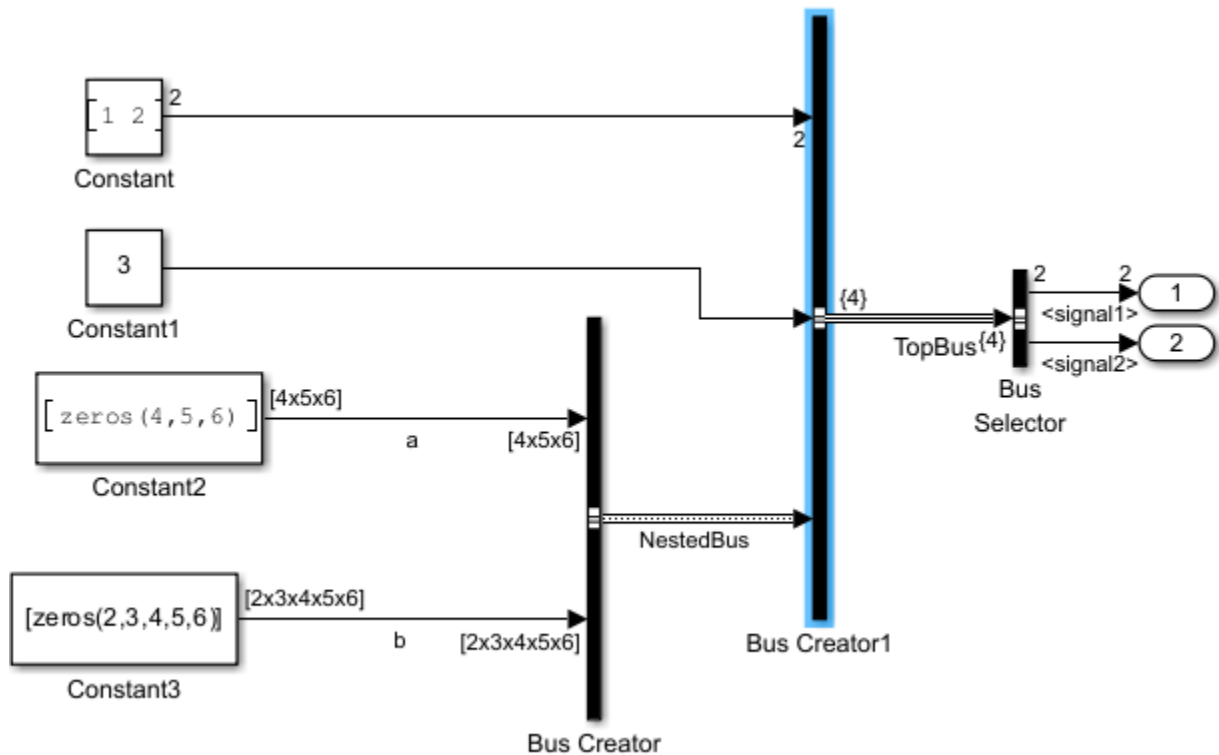 [1 2]
2
2
Constant
3
Constant1
{4}
TopBus
{4}
2
2
1
<signal1>
2
<signal2>
Bus
Selector
[ zeros(4,5,6) ]
[4x5x6]
a
[4x5x6]
Constant2
NestedBus
[zeros(2,3,4,5,6)]
[2x3x4x5x6]
b
[2x3x4x5x6]
Constant3
Bus Creator1
Bus Creator